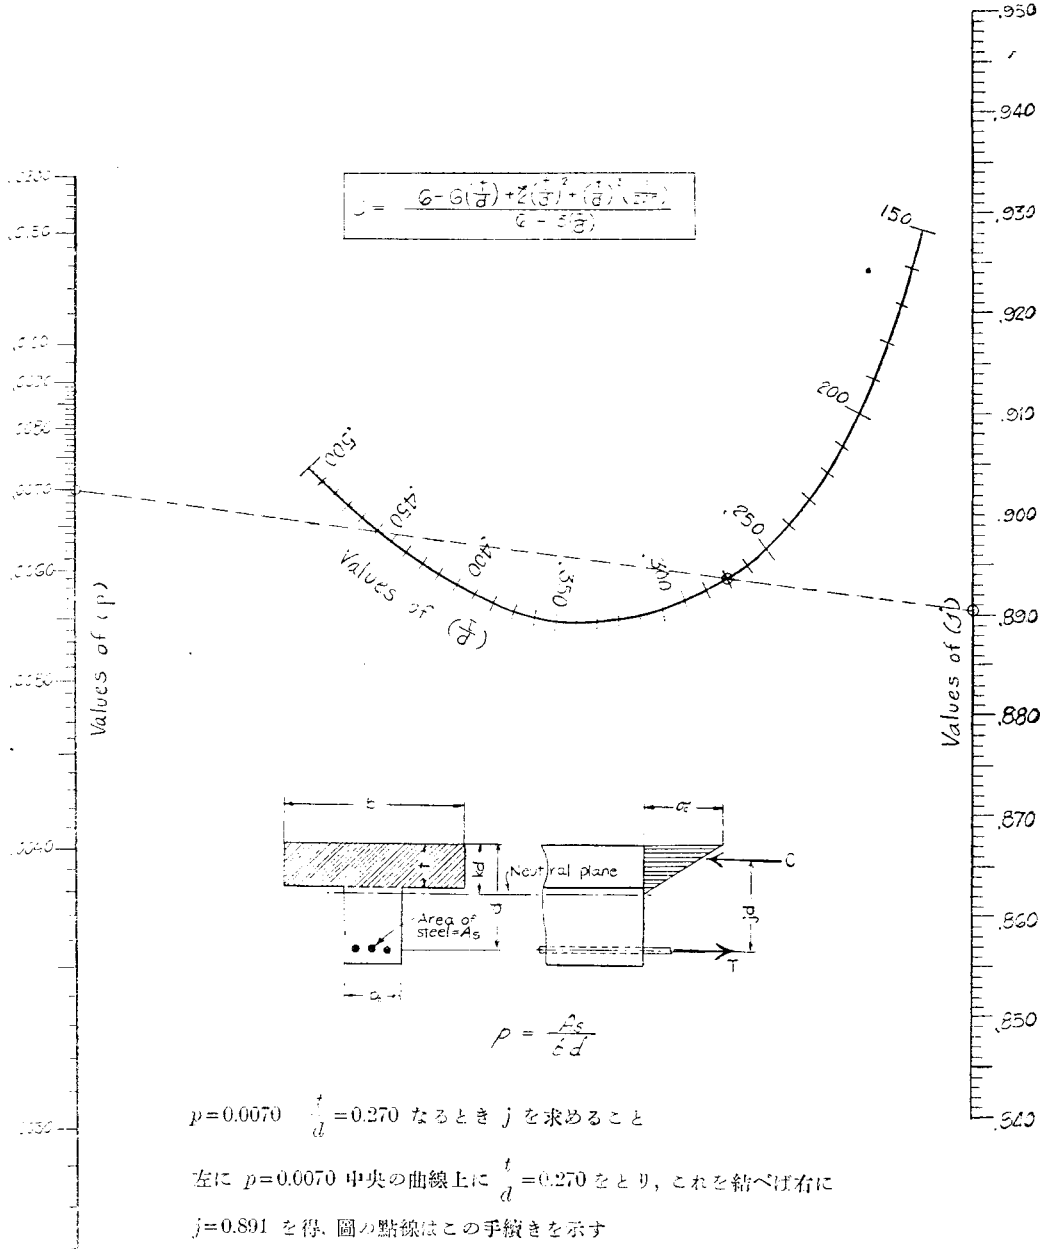 .950
.940
.930
.920
.910
.900
.890
.880
.870
.860
.850
.840
Values of (j)
.0070
.0060
.0050
.0040
Values of (p)
150
200
.250
.300
.350
.400
.450
.500
Values of (t/d)
b
t
kd
d
Neutral plane
Area of
steel=As
C
jd
T
p = As/bd
p=0.0070 t/d =0.270 なるとき j を求めること
左に p=0.0070 中央の曲線上に t/d =0.270 をとり, これを結べば右に
j=0.891 を得, 圖の點線はこの手續きを示す